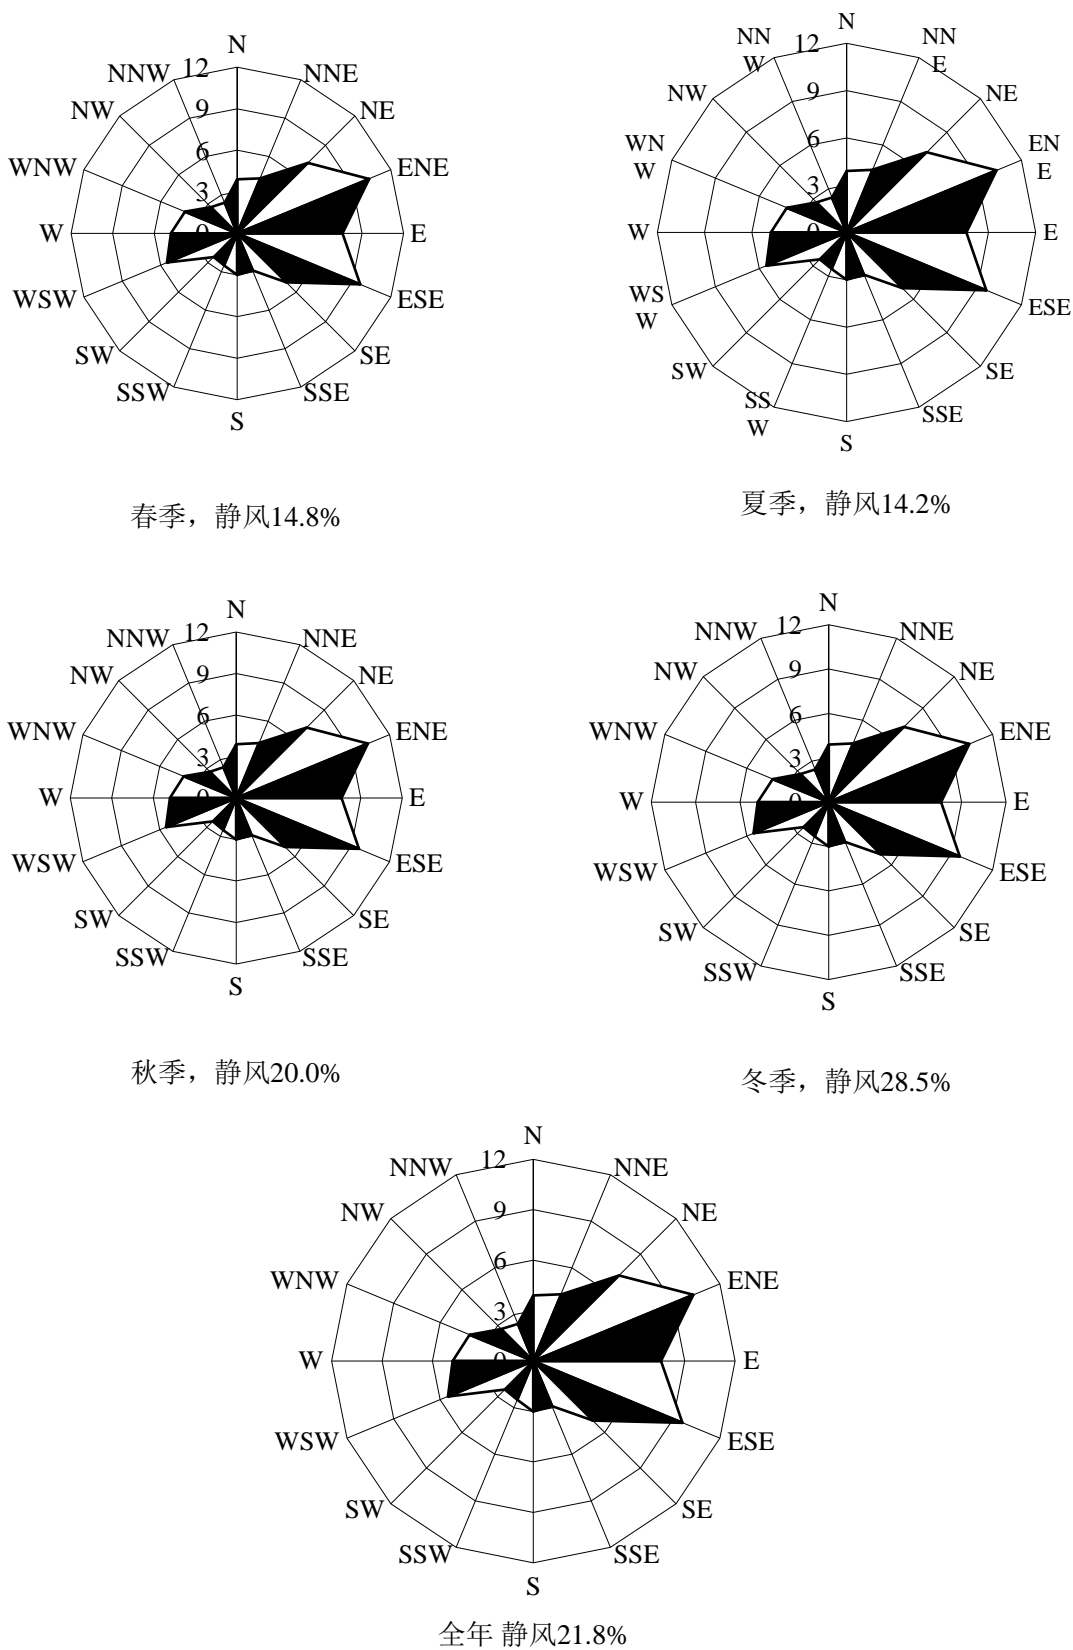 N
NNE
NE
ENE
E
ESE
SE
SSE
S
SSW
SW
WSW
W
WNW
NW
NNW
12
9
6
3
0
春季，静风14.8%
N
NN
E
NE
EN
E
E
ESE
SE
SSE
S
SS
W
SW
WS
W
W
WN
W
NW
NN
W
12
9
6
3
0
夏季，静风14.2%
N
NNE
NE
ENE
E
ESE
SE
SSE
S
SSW
SW
WSW
W
WNW
NW
NNW
12
9
6
3
0
秋季，静风20.0%
N
NNE
NE
ENE
E
ESE
SE
SSE
S
SSW
SW
WSW
W
WNW
NW
NNW
12
9
6
3
0
冬季，静风28.5%
N
NNE
NE
ENE
E
ESE
SE
SSE
S
SSW
SW
WSW
W
WNW
NW
NNW
12
9
6
3
0
全年 静风21.8%